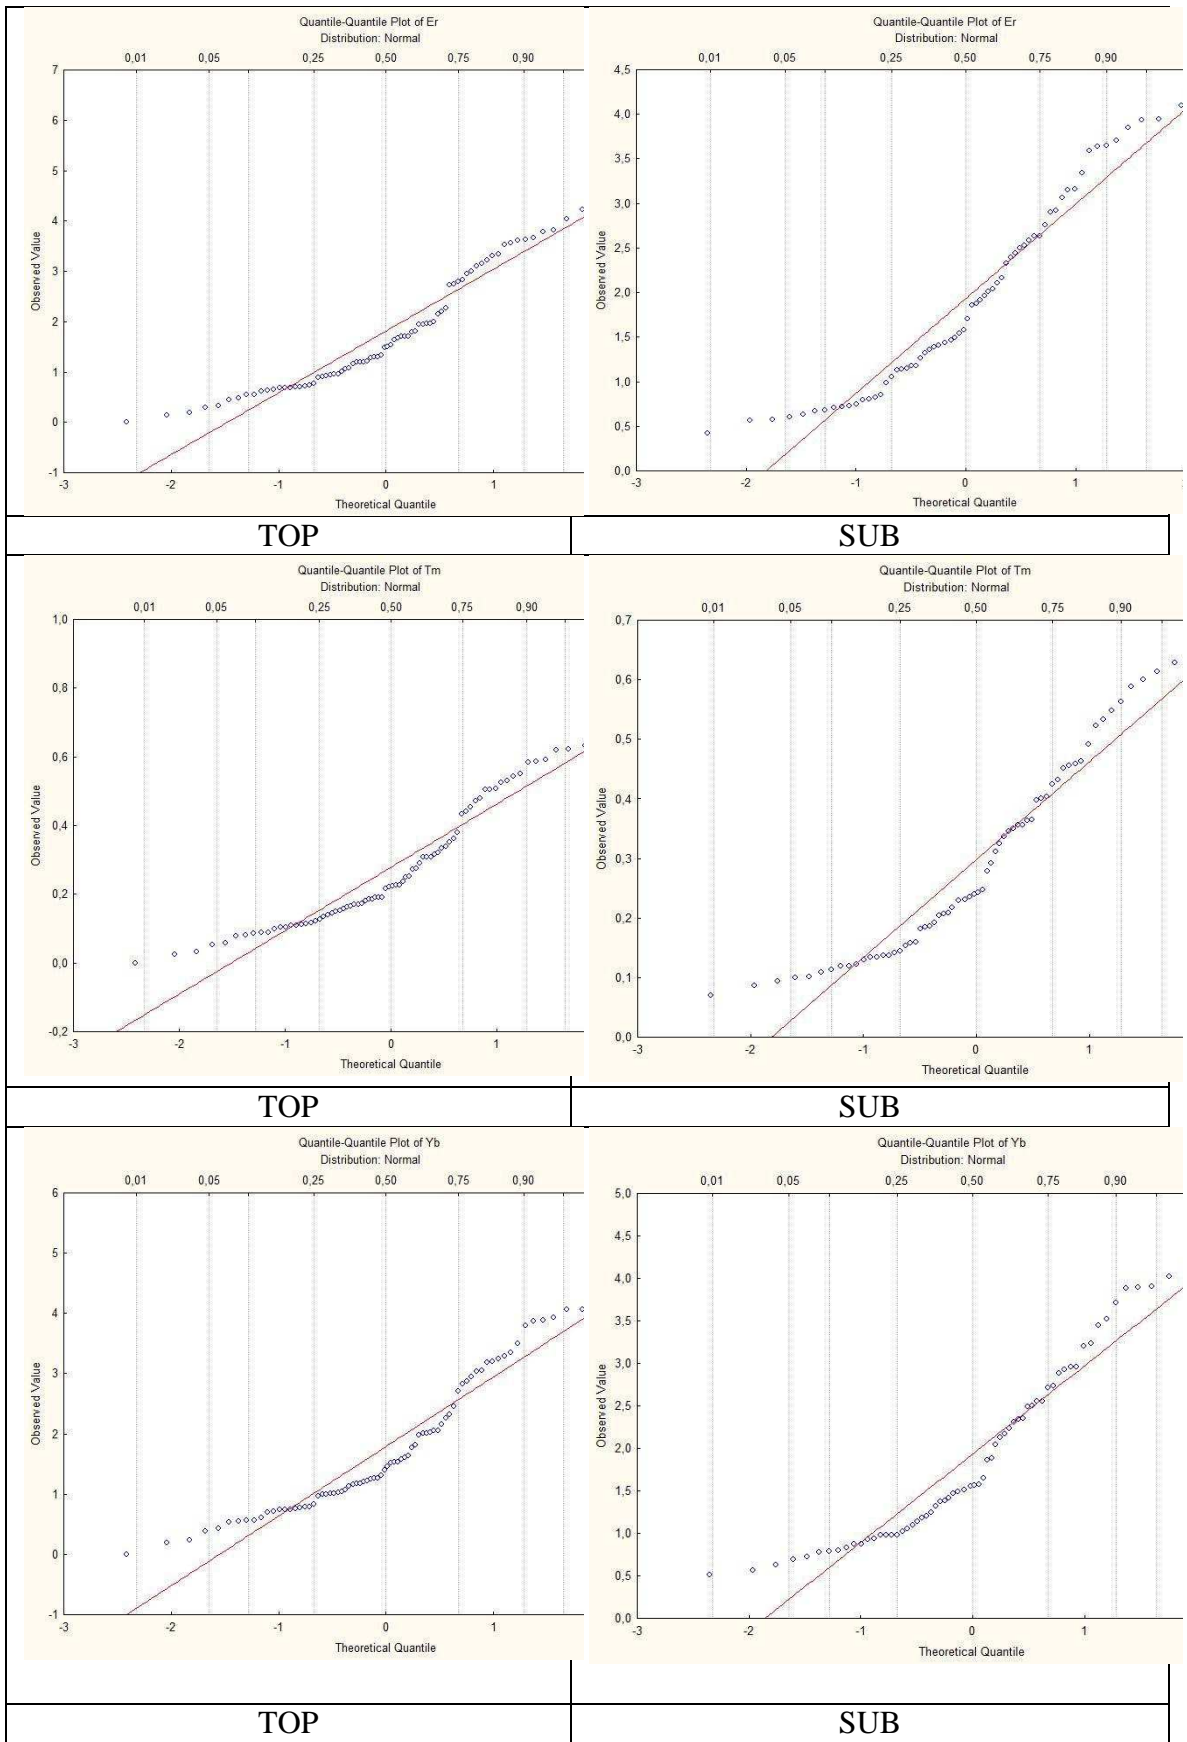 Quantile-Quantile Plot of Er
Distribution: Normal
0,01 0,05 0,25 0,50 0,75 0,90
7
6
5
4
3
2
1
0
-1
Observed Value
-3 -2 -1 0 1
Theoretical Quantile
Quantile-Quantile Plot of Er
Distribution: Normal
0,01 0,05 0,25 0,50 0,75 0,90
4,5
4,0
3,5
3,0
2,5
2,0
1,5
1,0
0,5
0,0
Observed Value
-3 -2 -1 0 1
Theoretical Quantile
TOP SUB
Quantile-Quantile Plot of Tm
Distribution: Normal
0,01 0,05 0,25 0,50 0,75 0,90
1,0
0,8
0,6
0,4
0,2
0,0
-0,2
Observed Value
-3 -2 -1 0 1
Theoretical Quantile
Quantile-Quantile Plot of Tm
Distribution: Normal
0,01 0,05 0,25 0,50 0,75 0,90
0,7
0,6
0,5
0,4
0,3
0,2
0,1
0,0
Observed Value
-3 -2 -1 0 1
Theoretical Quantile
TOP SUB
Quantile-Quantile Plot of Yb
Distribution: Normal
0,01 0,05 0,25 0,50 0,75 0,90
6
5
4
3
2
1
0
-1
Observed Value
-3 -2 -1 0 1
Theoretical Quantile
Quantile-Quantile Plot of Yb
Distribution: Normal
0,01 0,05 0,25 0,50 0,75 0,90
5,0
4,5
4,0
3,5
3,0
2,5
2,0
1,5
1,0
0,5
0,0
Observed Value
-3 -2 -1 0 1
Theoretical Quantile
TOP SUB